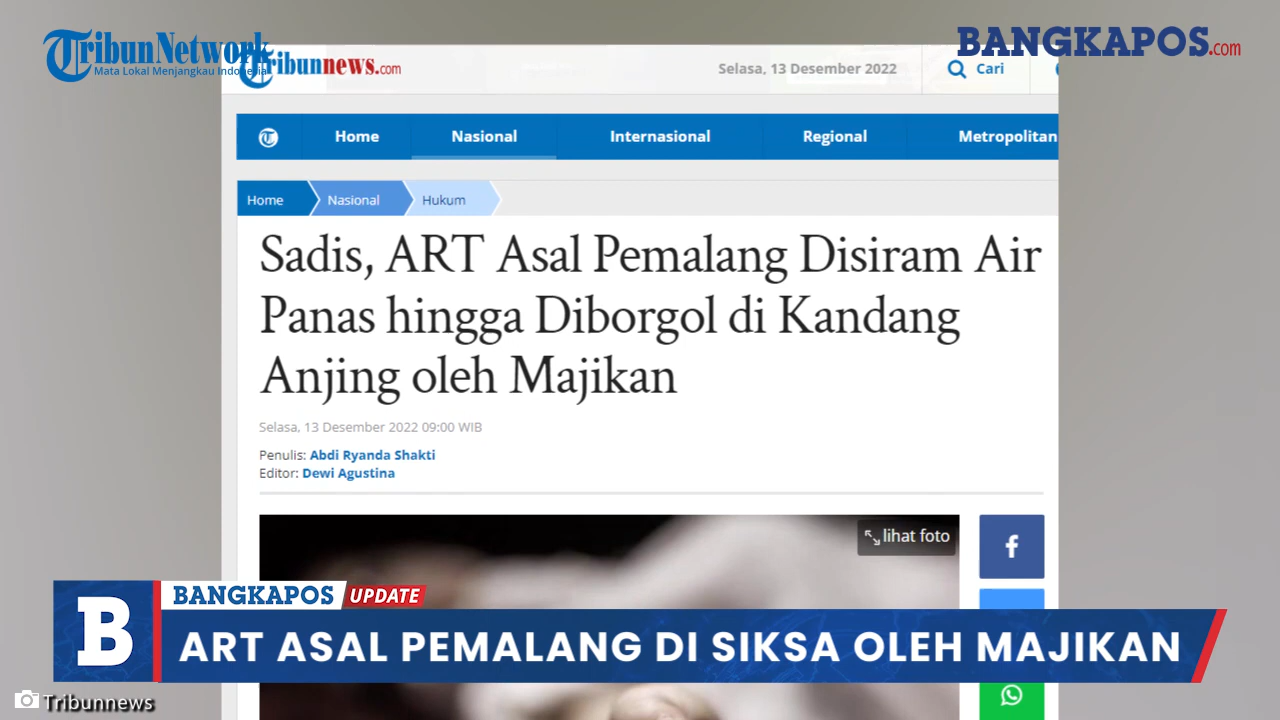 TribunNetwork
Mata Lokal Menjangkau Indonesia
BANGKAPOS.com
Tribunnews.com
Selasa, 13 Desember 2022
Cari
Home
Nasional
Internasional
Regional
Metropolitan
Home
Nasional
Hukum
Sadis, ART Asal Pemalang Disiram Air
Panas hingga Diborgol di Kandang
Anjing oleh Majikan
Selasa, 13 Desember 2022 09:00 WIB
Penulis: Abdi Ryanda Shakti
Editor: Dewi Agustina
lihat foto
f
B
BANGKAPOS UPDATE
ART ASAL PEMALANG DI SIKSA OLEH MAJIKAN
Tribunnews